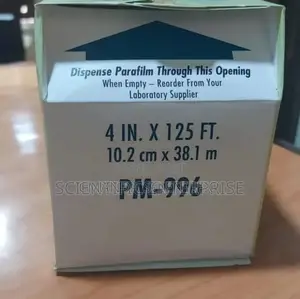 Dispense Parafilm Through This Opening
When Empty – Reorder From Your
Laboratory Supplier
4 IN. X 125 FT.
10.2 cm x 38.1 m
PM-996